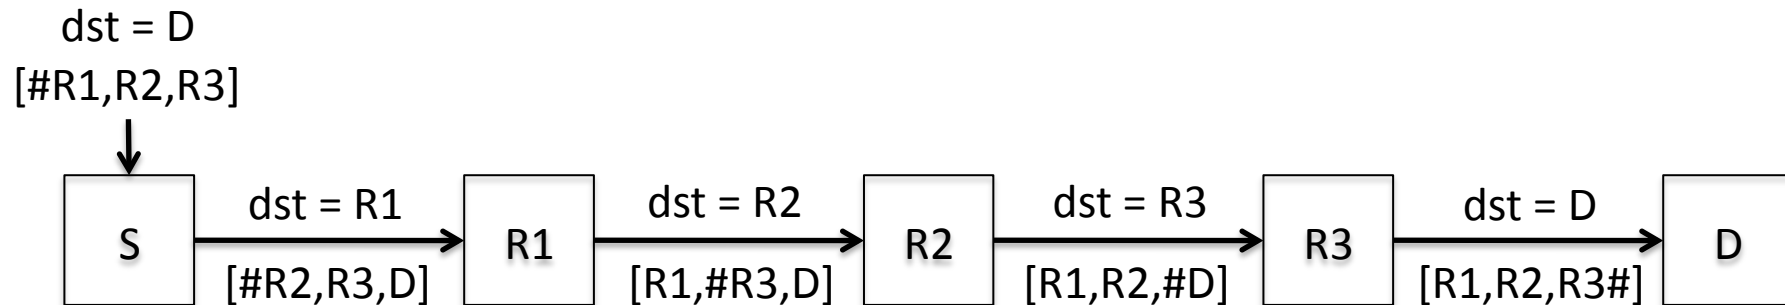 dst = D
[#R1,R2,R3]
dst = R1
dst = R2
dst = R3
dst = D
S
R1
R2
R3
D
[#R2,R3,D]
[R1,#R3,D]
[R1,R2,#D]
[R1,R2,R3#]